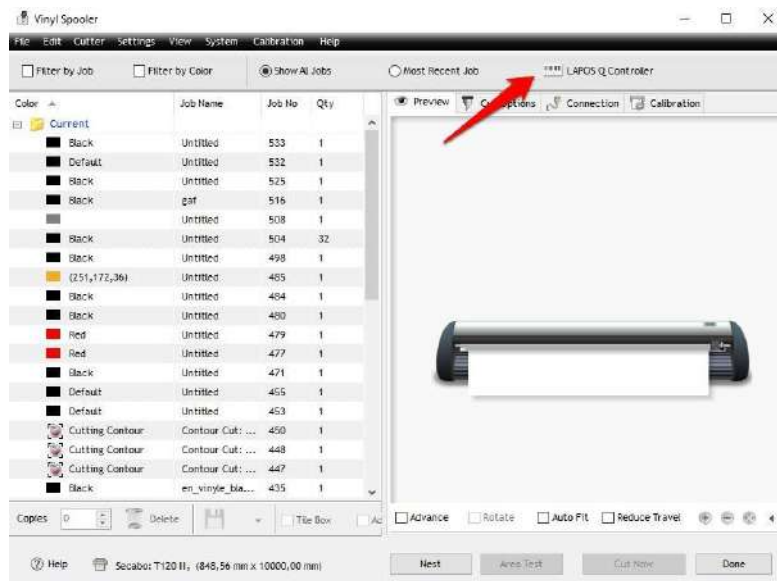 Vinyl Spooler
File Edit Cutter Settings View System Calibration Help
Filter by Job Filter by Color Show All Jobs Most Recent Job LAPOS Q Controller
Color Job Name Job No Qty
Preview Connection Calibration
Current
Black Untitled 533 1
Default Untitled 532 1
Black Untitled 525 1
Black gaf 516 1
Untitled 508 1
Black Untitled 504 32
Black Untitled 498 1
(251,172,36) Untitled 485 1
Black Untitled 484 1
Black Untitled 480 1
Red Untitled 479 1
Red Untitled 477 1
Black Untitled 471 1
Default Untitled 455 1
Default Untitled 453 1
Cutting Contour Contour Cut: ... 450 1
Cutting Contour Contour Cut: ... 448 1
Cutting Contour Contour Cut: ... 447 1
Black en_vinyle_bla... 435 1
Copies 0 Delete Tile Box Ad
Advance Rotate Auto Fit Reduce Travel
Help Secabo: T120 II, (848,56 mm x 10000,00 mm) Nest Area Test Cut Now Done